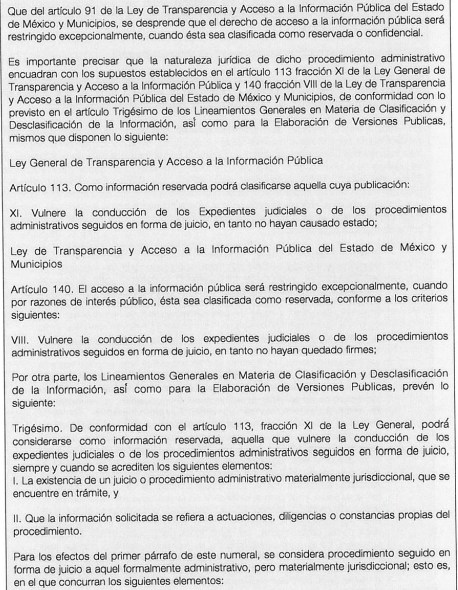 Que del artículo 91 de la Ley de Transparencia y Acceso a la Información Pública del Estado
de México y Municipios, se desprende que el derecho de acceso a la información pública será
restringido excepcionalmente, cuando ésta sea clasificada como reservada o confidencial.
Es importante precisar que la naturaleza jurídica de dicho procedimiento administrativo
encuadran con los supuestos establecidos en el artículo 113 fracción XI de la Ley General de
Transparencia y Acceso a la Información Pública y 140 fracción VIII de la Ley de Transparencia
y Acceso a la Información Pública del Estado de México y Municipios, de conformidad con lo
previsto en el artículo Trigésimo de los Lineamientos Generales en Materia de Clasificación y
Desclasificación de la Información, así como para la Elaboración de Versiones Publicas,
mismos que disponen lo siguiente:
Ley General de Transparencia y Acceso a la Información Pública
Artículo 113. Como información reservada podrá clasificarse aquella cuya publicación:
XI. Vulnere la conducción de los Expedientes judiciales o de los procedimientos
administrativos seguidos en forma de juicio, en tanto no hayan causado estado;
Ley de Transparencia y Acceso a la Información Pública del Estado de México y
Municipios
Artículo 140. El acceso a la información pública será restringido excepcionalmente, cuando
por razones de interés público, ésta sea clasificada como reservada, conforme a los criterios
siguientes:
VIII. Vulnere la conducción de los expedientes judiciales o de los procedimientos
administrativos seguidos en forma de juicio, en tanto no hayan quedado firmes;
Por otra parte, los Lineamientos Generales en Materia de Clasificación y Desclasificación
de la Información, así como para la Elaboración de Versiones Publicas, prevén lo
siguiente:
Trigésimo. De conformidad con el artículo 113, fracción XI de la Ley General, podrá
considerarse como información reservada, aquella que vulnere la conducción de los
expedientes judiciales o de los procedimientos administrativos seguidos en forma de juicio,
siempre y cuando se acrediten los siguientes elementos:
I. La existencia de un juicio o procedimiento administrativo materialmente jurisdiccional, que se
encuentre en trámite, y
II. Que la información solicitada se refiera a actuaciones, diligencias o constancias propias del
procedimiento.
Para los efectos del primer párrafo de este numeral, se considera procedimiento seguido en
forma de juicio a aquel formalmente administrativo, pero materialmente jurisdiccional; esto es,
en el que concurran los siguientes elementos: